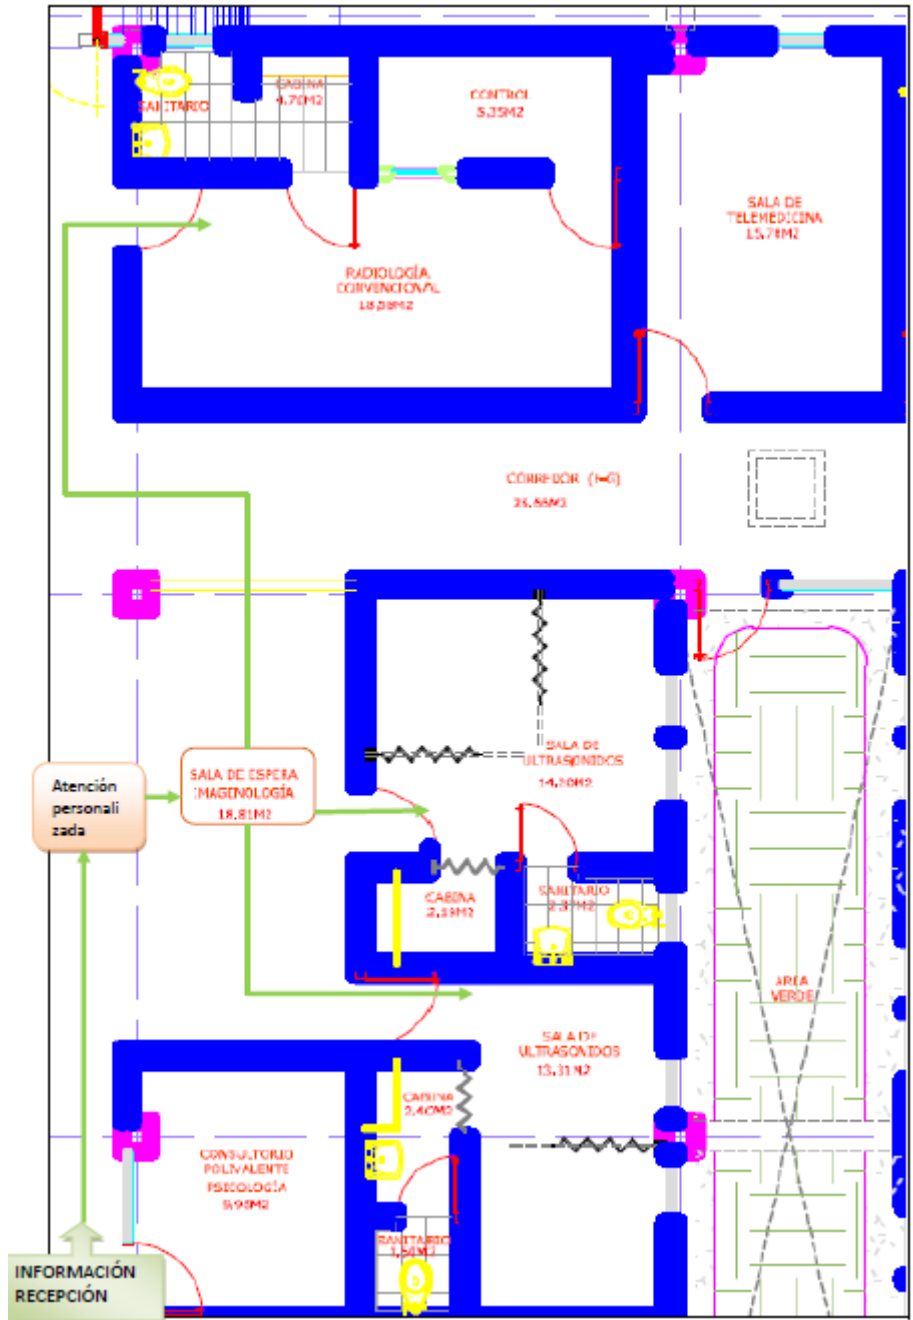 CABINA
4.70M2
SANITARIO
CONTROL
5,35M2
SALA DE
TELEMEDICINA
15.78M2
RADIOLOGÍA
CONVENCIONAL
18,58M2
CORREDOR (F-G)
SALA DE
ULTRASONIDOS
14,20M2
SALA DE ESPERA
IMAGENOLOGÍA
18.81M2
Atención
personali
zada
CABINA
2,19M2
SANITARIO
AREA
VERDE
SALA DE
ULTRASONIDOS
13,31M2
CABINA
2,40M2
CONSULTORIO
POLIVALENTE
PSICOLOGÍA
9,98M2
SANITARIO
INFORMACIÓN
RECEPCIÓN